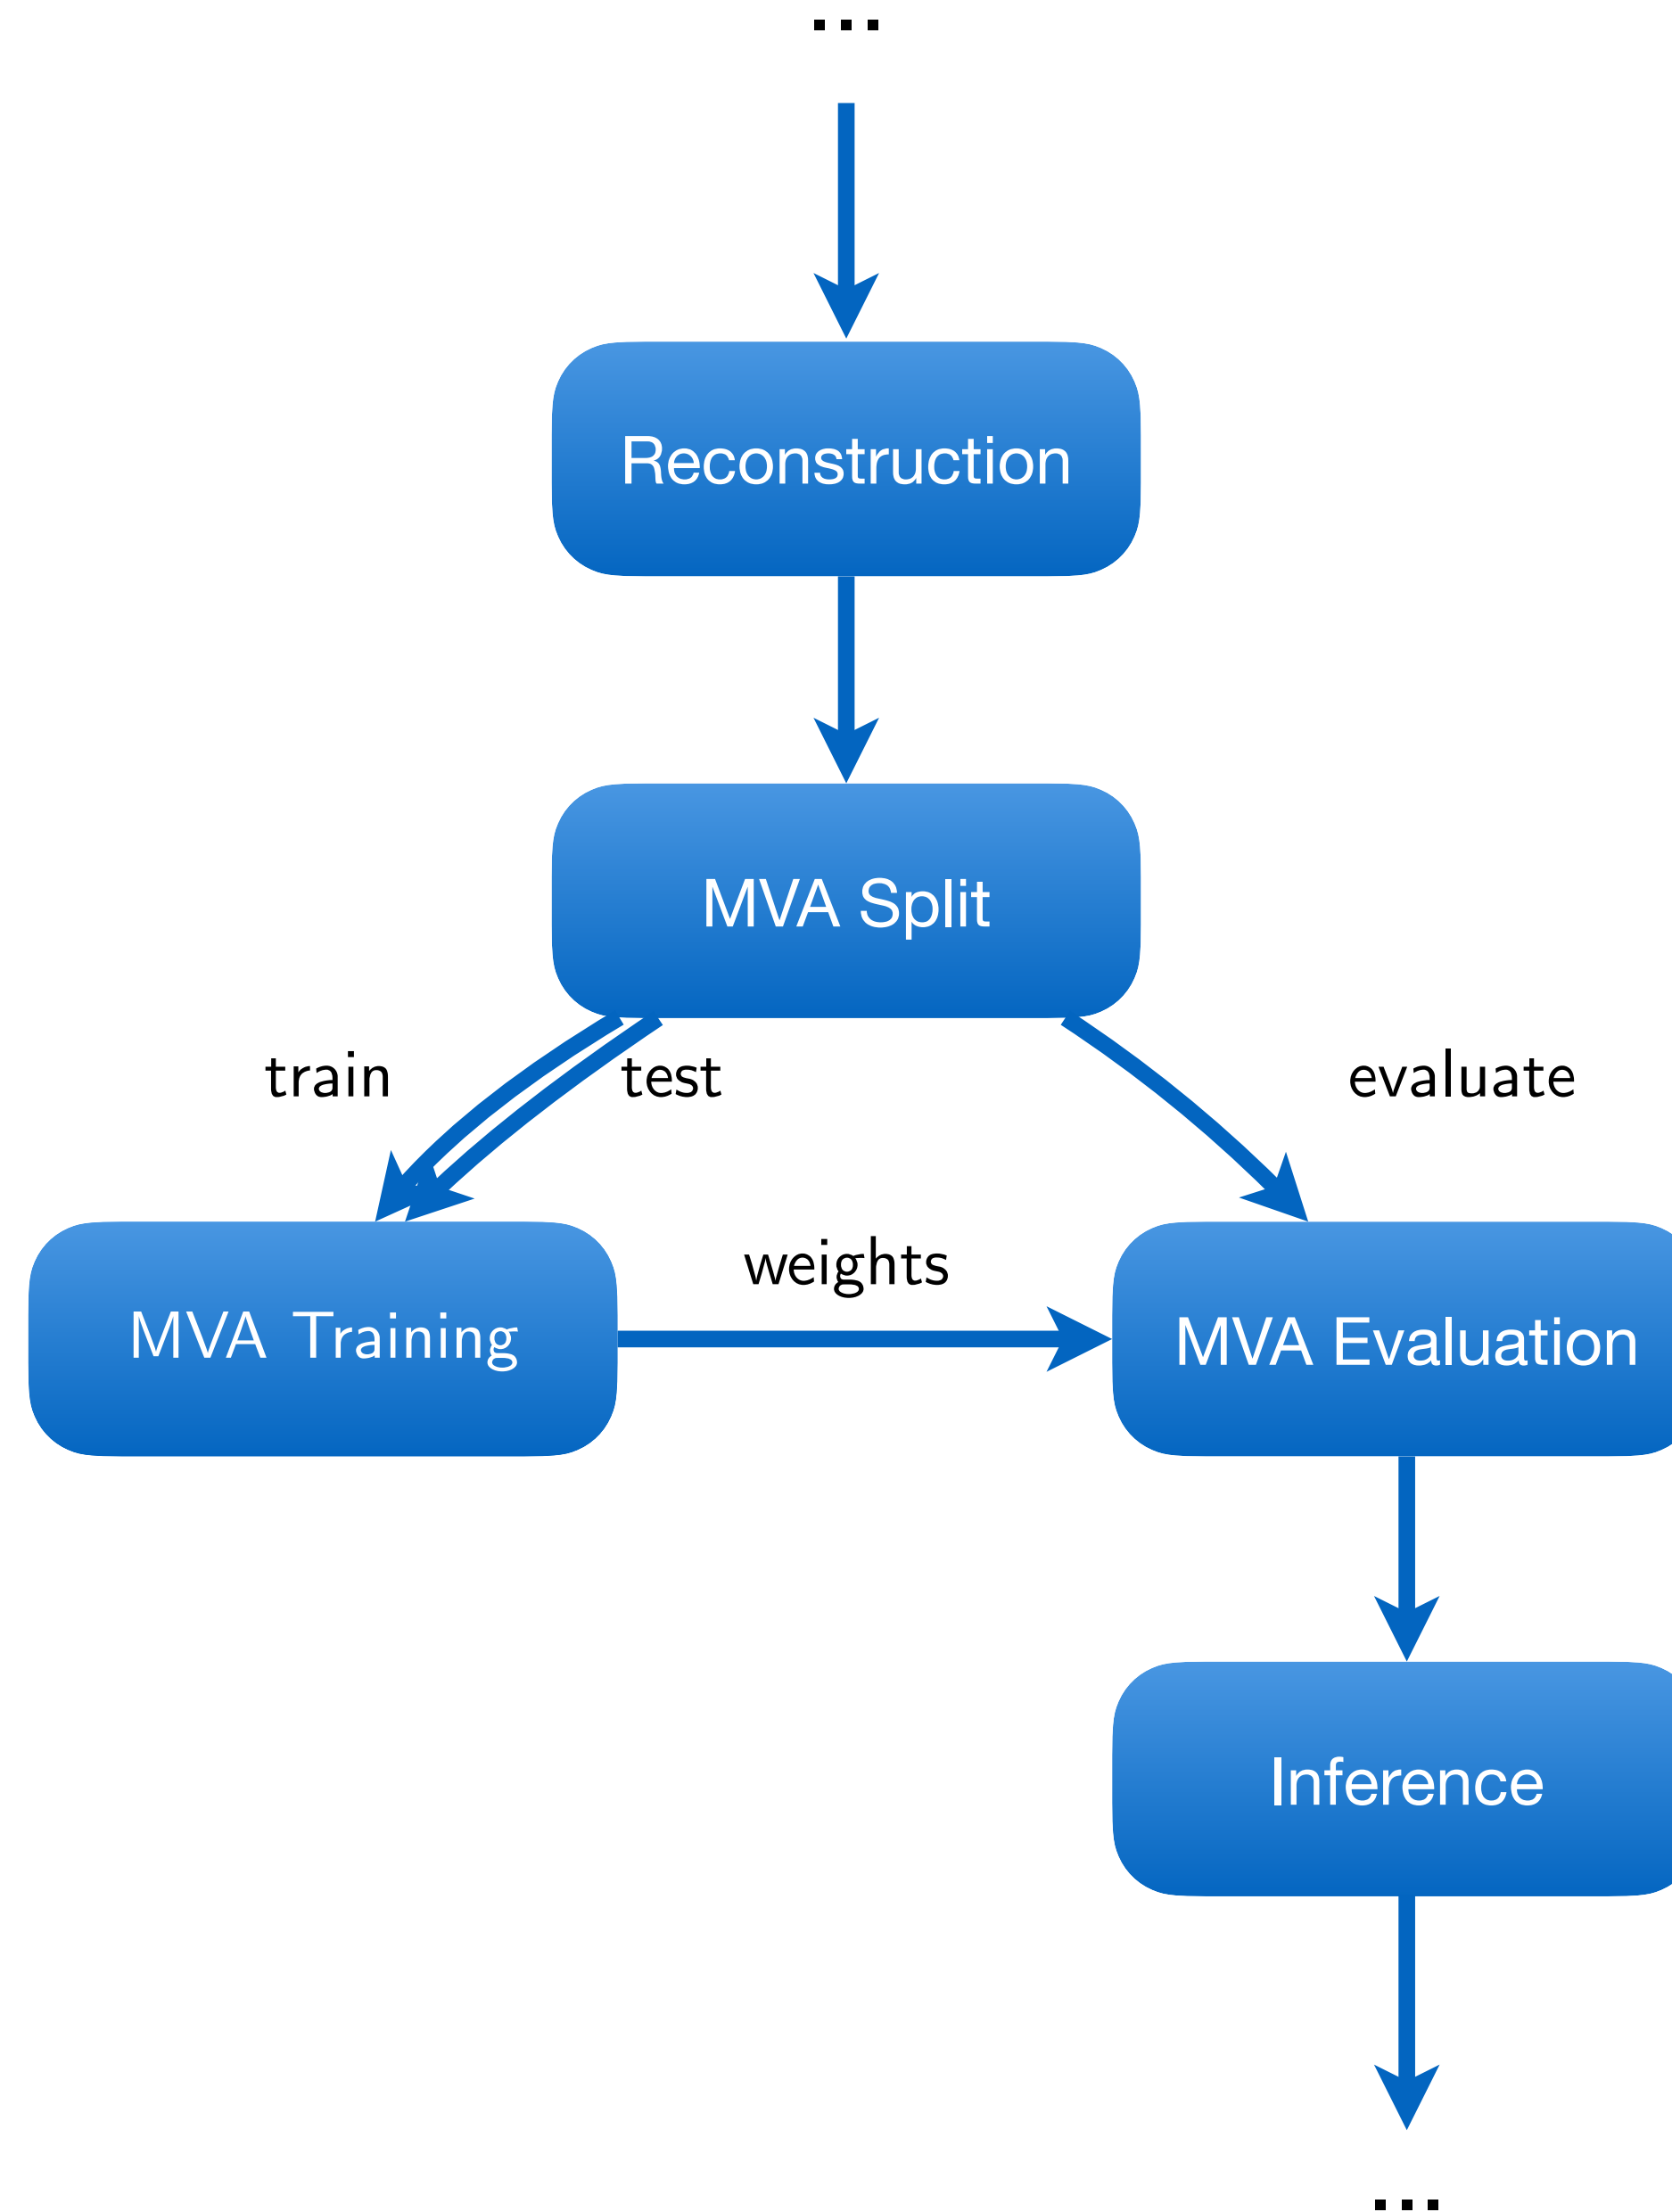 ...
Reconstruction
MVA Split
train
test
evaluate
weights
MVA Training
MVA Evaluation
Inference
...